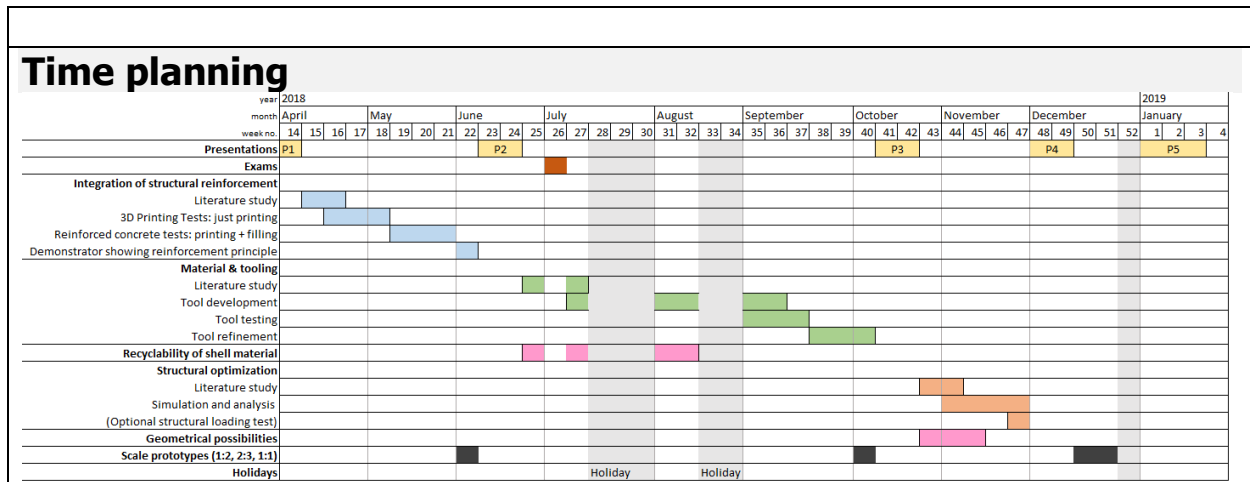 Time planning
year 2018 2019
month April May June July August September October November December January
week no. 14 15 16 17 18 19 20 21 22 23 24 25 26 27 28 29 30 31 32 33 34 35 36 37 38 39 40 41 42 43 44 45 46 47 48 49 50 51 52 1 2 3 4
Presentations P1 P2 P3 P4 P5
Exams
Integration of structural reinforcement
Literature study
3D Printing Tests: just printing
Reinforced concrete tests: printing + filling
Demonstrator showing reinforcement principle
Material & tooling
Literature study
Tool development
Tool testing
Tool refinement
Recyclability of shell material
Structural optimization
Literature study
Simulation and analysis
(Optional structural loading test)
Geometrical possibilities
Scale prototypes (1:2, 2:3, 1:1)
Holidays Holiday Holiday